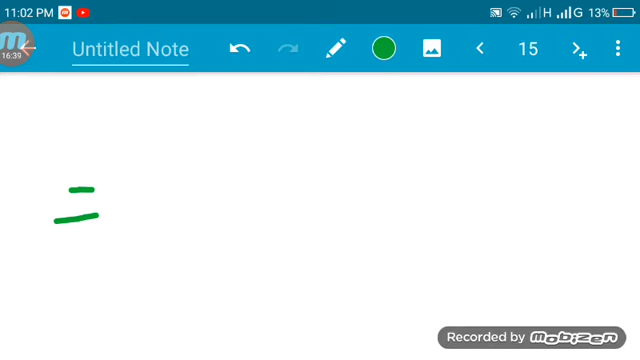 11:02 PM H G 13%
16:39
Untitled Note 15
=
Recorded by mobizen